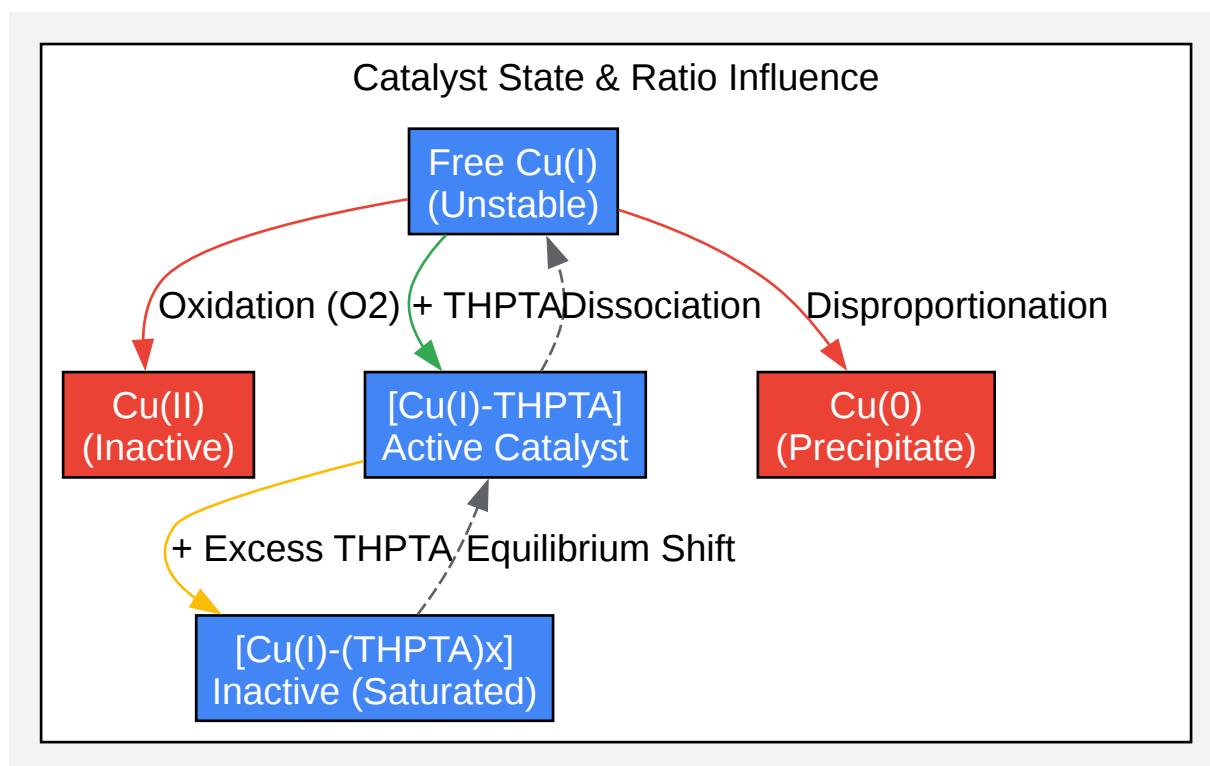 Catalyst State & Ratio Influence
Free Cu(I)
(Unstable)
Oxidation (O2)
+ THPTA
Dissociation
Disproportionation
Cu(II)
(Inactive)
[Cu(I)-THPTA]
Active Catalyst
Cu(0)
(Precipitate)
+ Excess THPTA
Equilibrium Shift
[Cu(I)-(THPTA)x]
Inactive (Saturated)